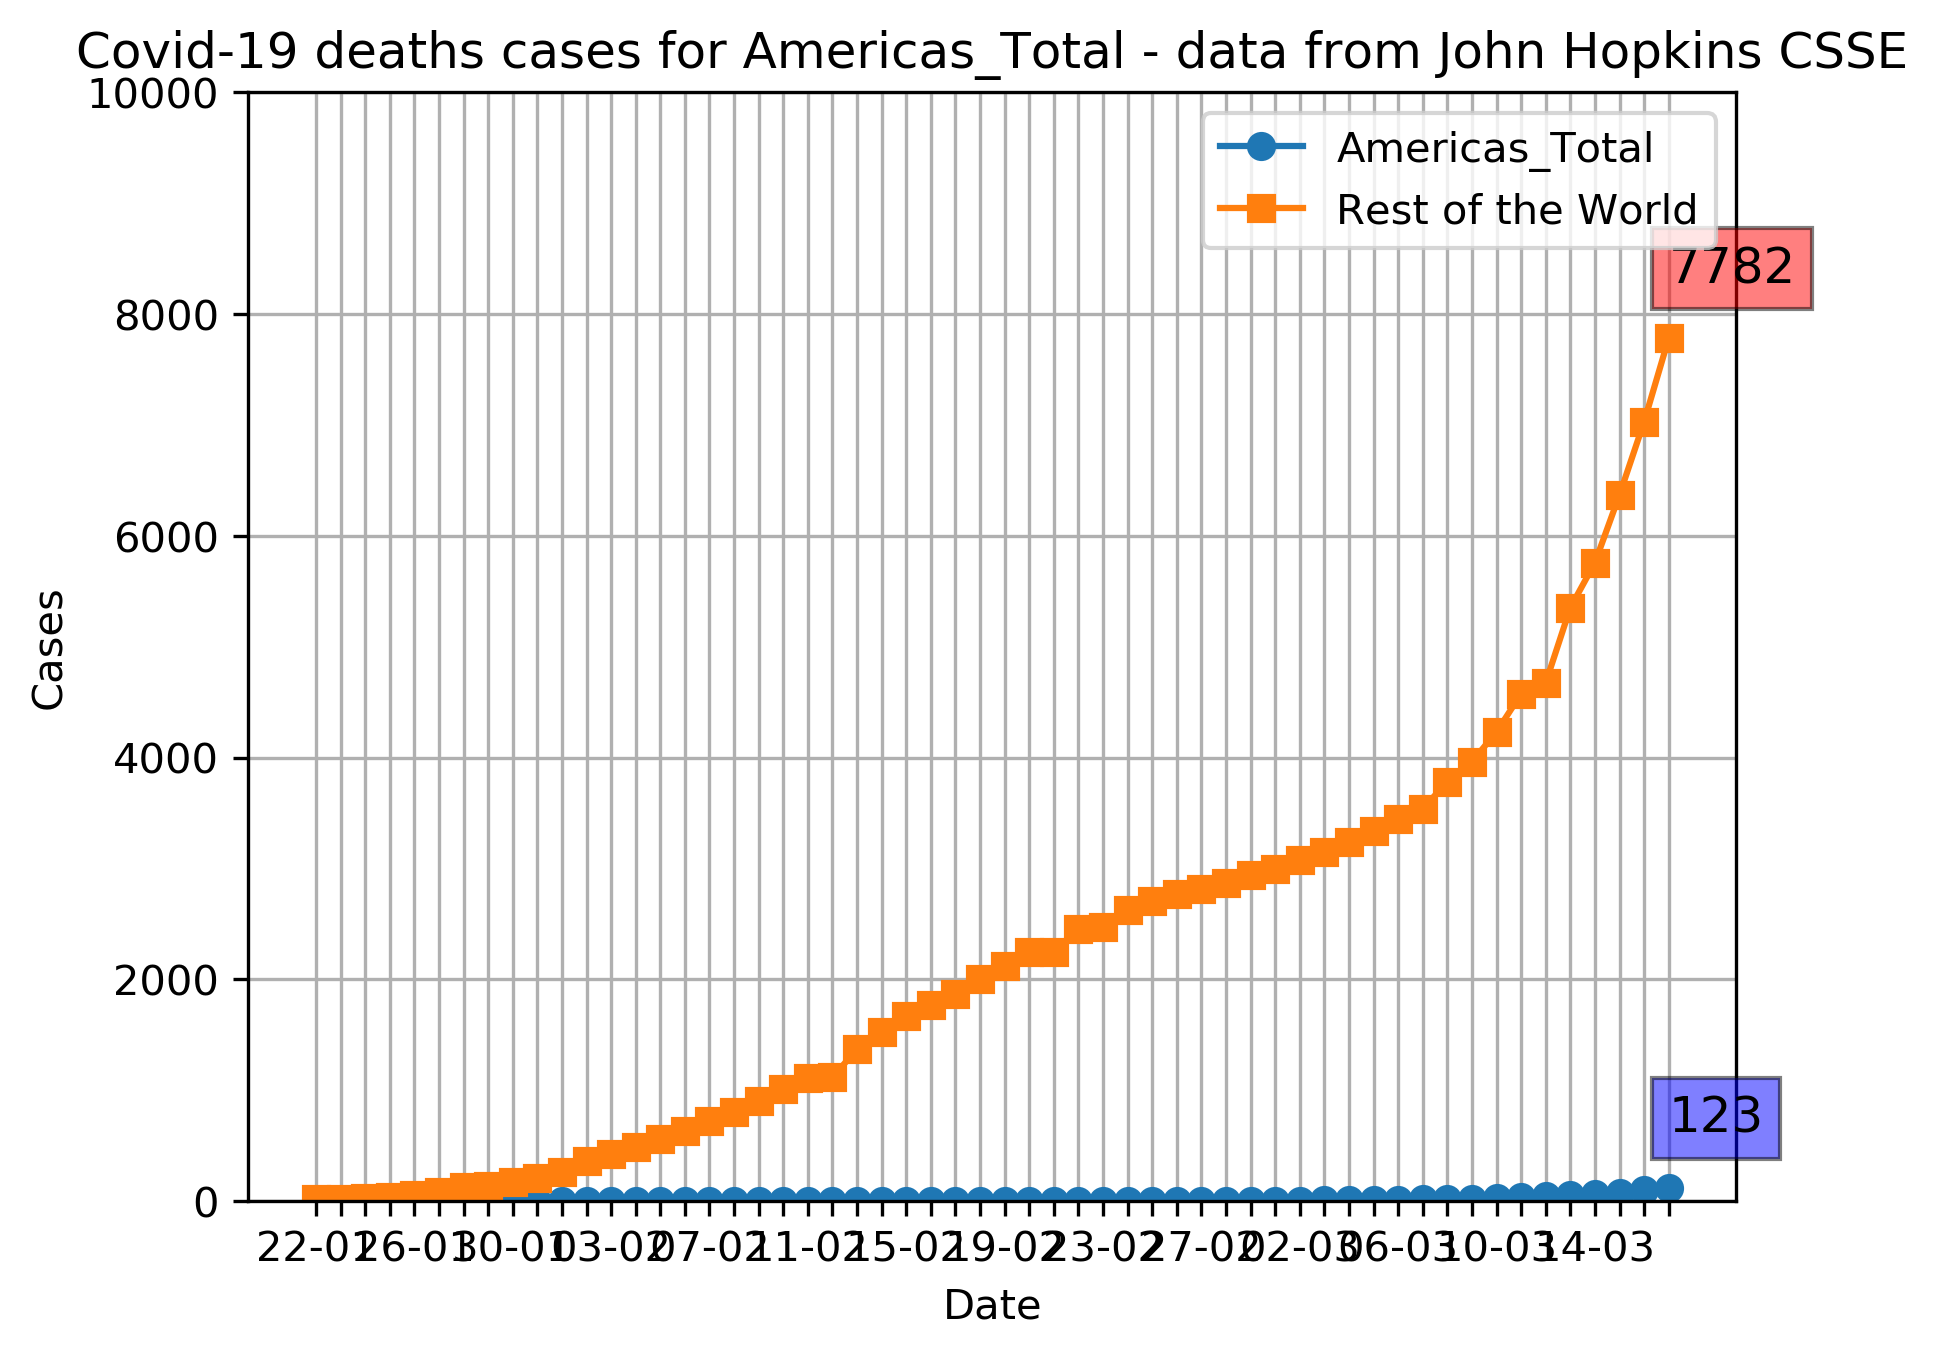 Covid-19 deaths cases for Americas_Total - data from John Hopkins CSSE
10000
8000
6000
4000
2000
0
Cases
Americas_Total
Rest of the World
7782
123
22-01 26-01 30-01 03-02 07-02 11-02 15-02 19-02 23-02 27-02 02-03 06-03 10-03 14-03
Date